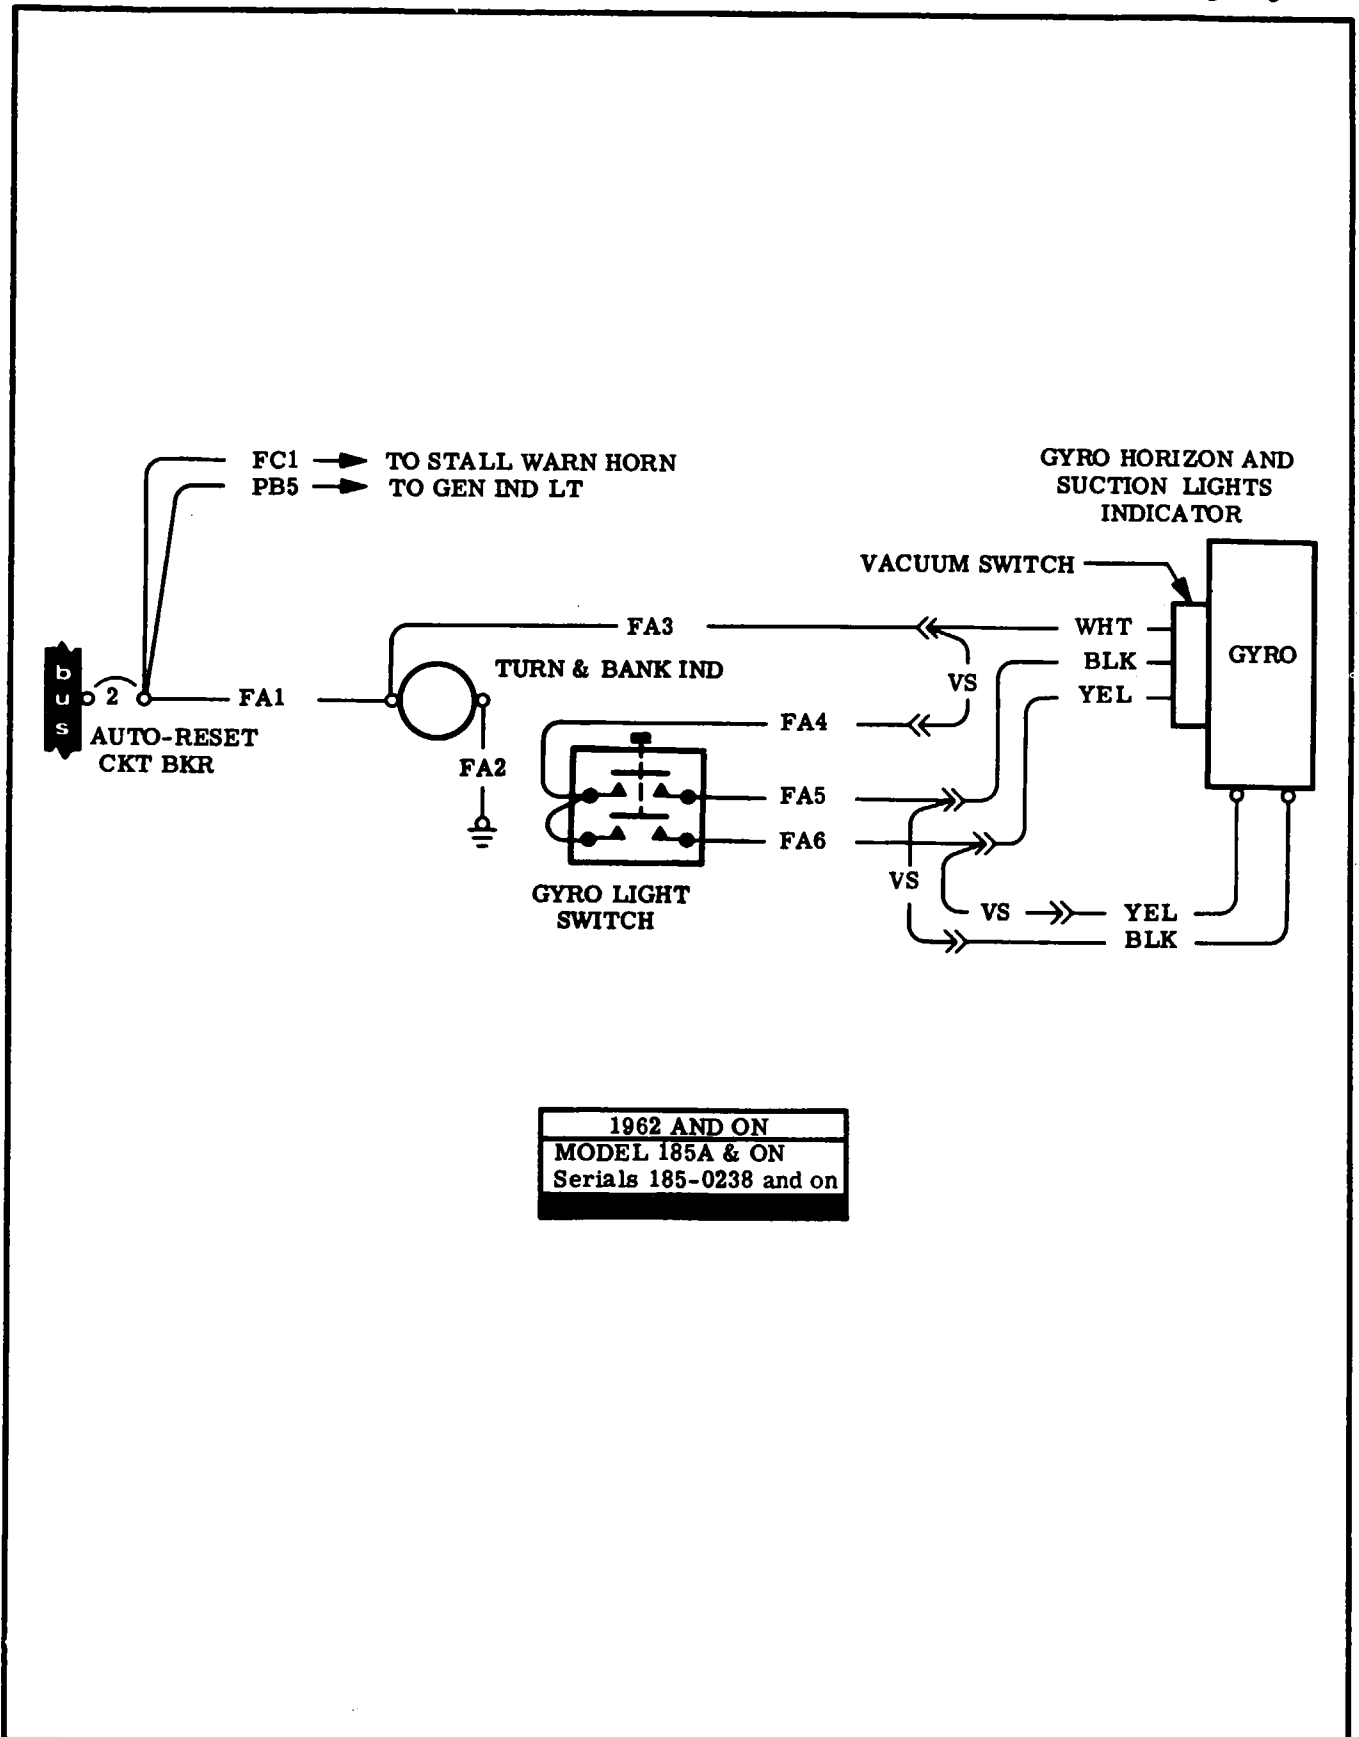 FC1 TO STALL WARN HORN
PB5 TO GEN IND LT
GYRO HORIZON AND
SUCTION LIGHTS
INDICATOR
VACUUM SWITCH
FA3
WHT
BLK
YEL
GYRO
bus
2
FA1
TURN & BANK IND
VS
FA4
AUTO-RESET
CKT BKR
FA2
FA5
FA6
GYRO LIGHT
SWITCH
VS
VS
YEL
BLK
1962 AND ON
MODEL 185A & ON
Serials 185-0238 and on